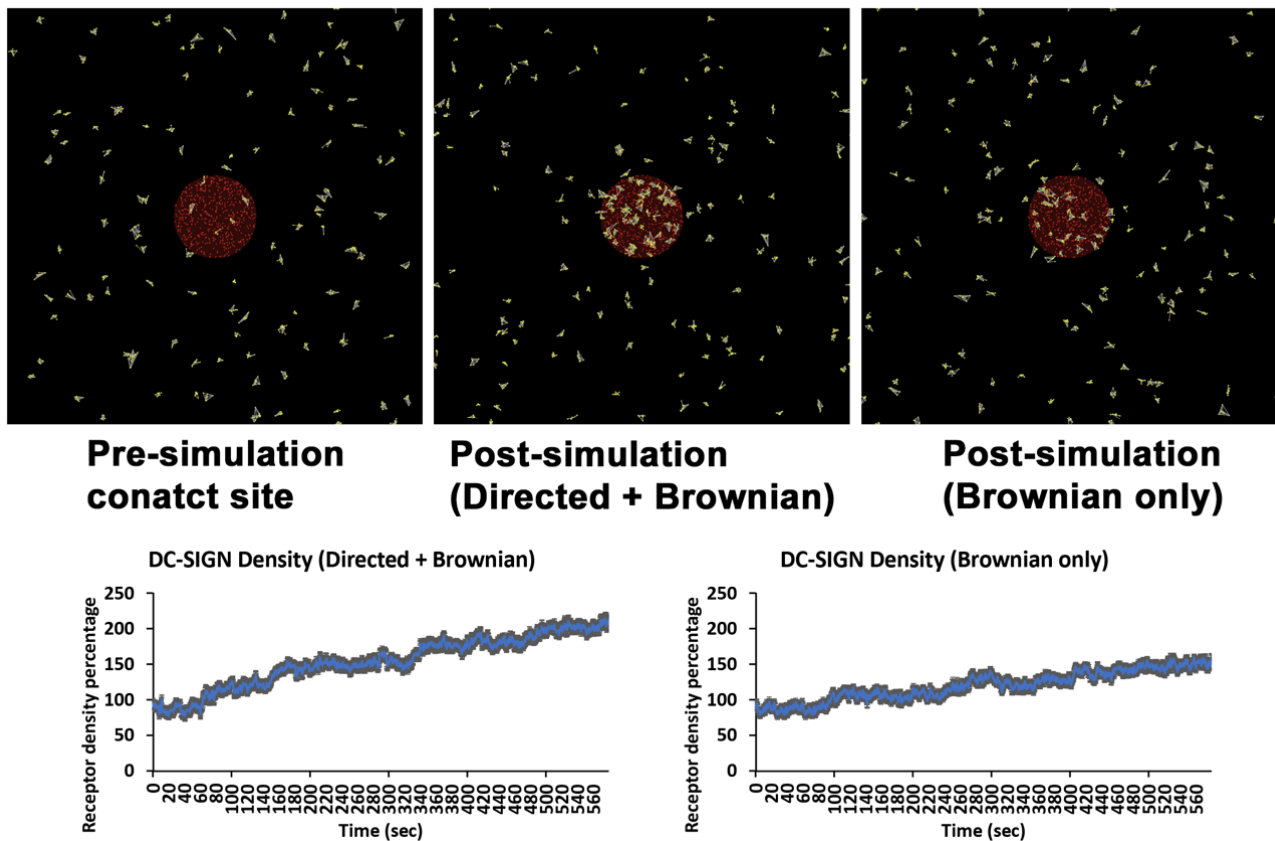 Pre-simulation
conatct site
Post-simulation
(Directed + Brownian)
Post-simulation
(Brownian only)
DC-SIGN Density (Directed + Brownian)
Receptor density percentage
250
200
150
100
50
0
0 20 40 60 80 100 120 140 160 180 200 220 240 260 280 300 320 340 360 380 400 420 440 460 480 500 520 540 560
Time (sec)
DC-SIGN Density (Brownian only)
Receptor density percentage
250
200
150
100
50
0
0 20 40 60 80 100 120 140 160 180 200 220 240 260 280 300 320 340 360 380 400 420 440 460 480 500 520 540 560
Time (sec)